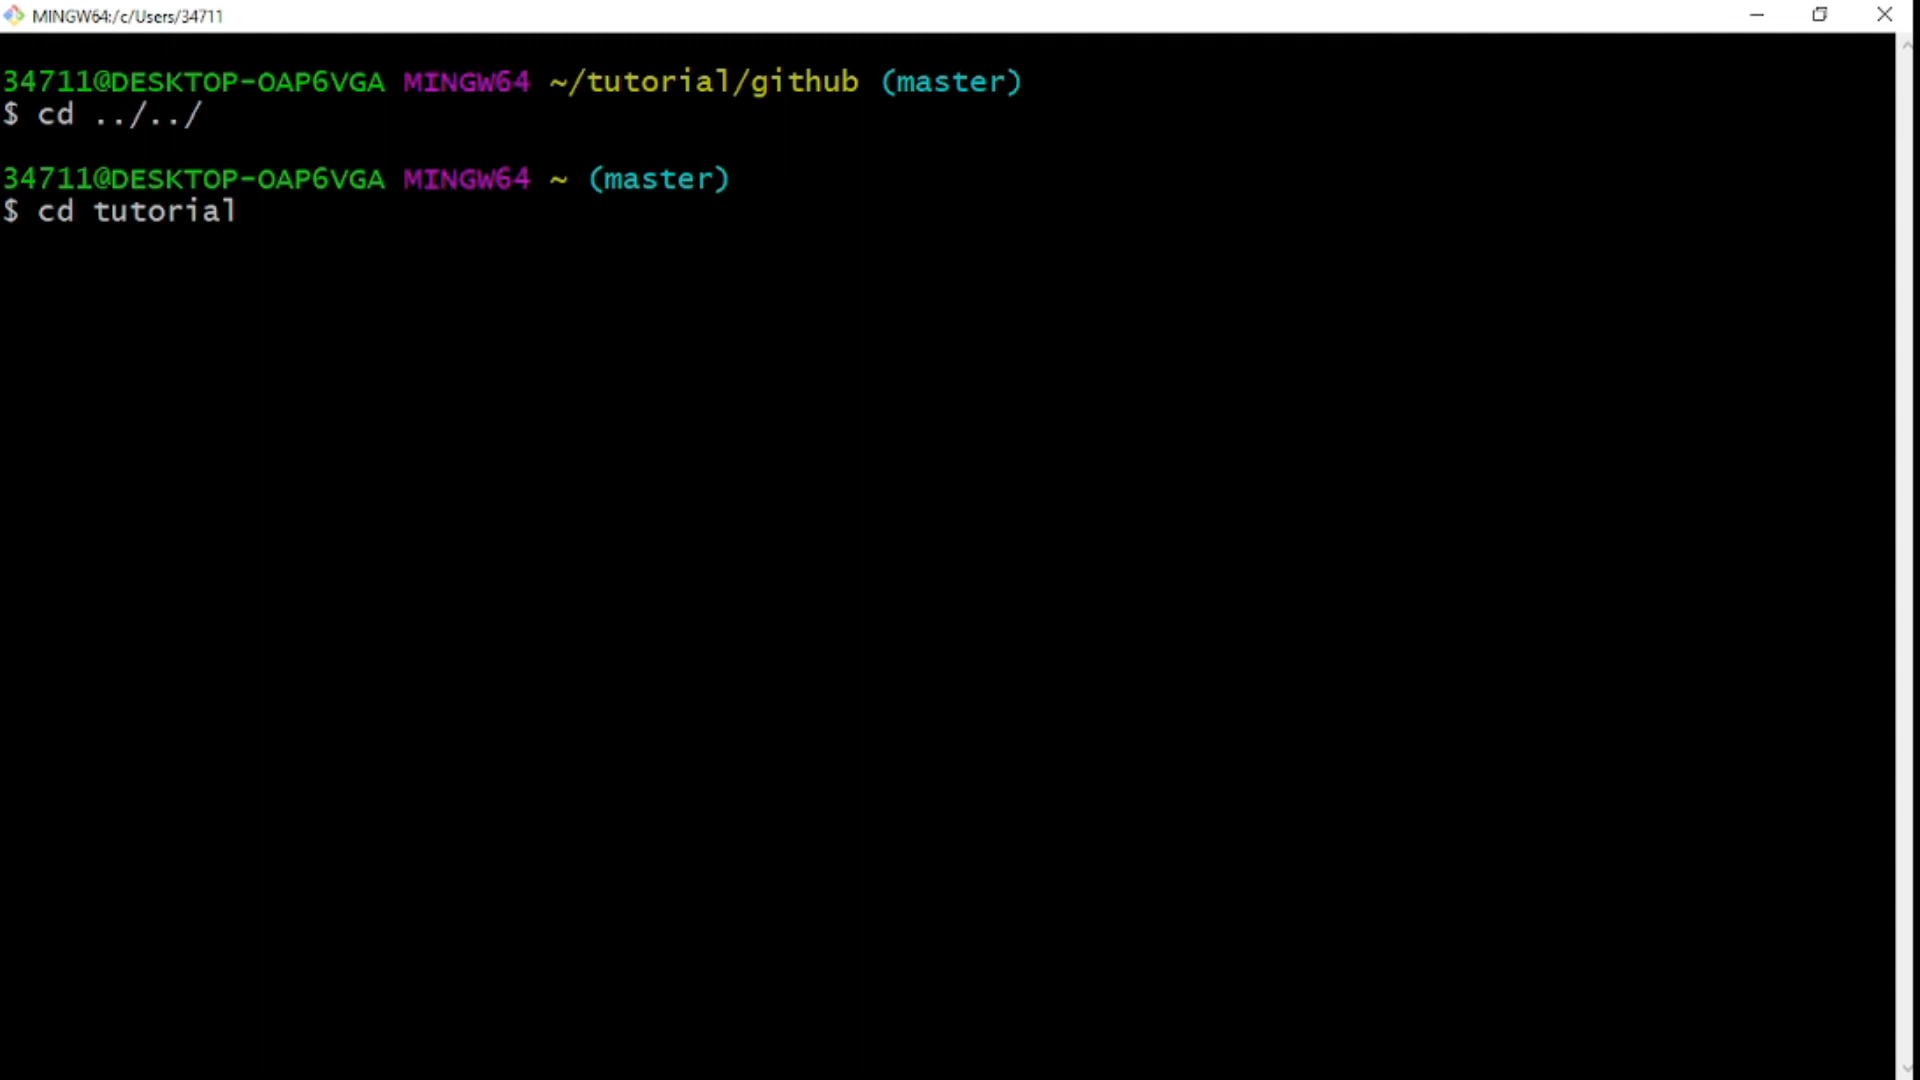 MINGW64:/c/Users/34711
34711@DESKTOP-OAP6VGA MINGW64 ~/tutorial/github (master)
$ cd ../../
34711@DESKTOP-OAP6VGA MINGW64 ~ (master)
$ cd tutorial